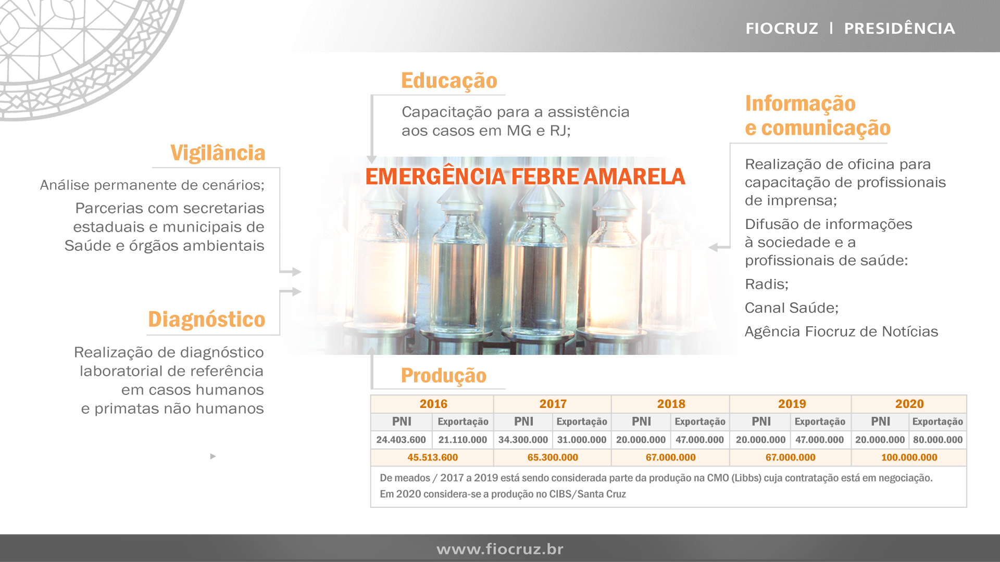 FIOCRUZ | PRESIDÊNCIA
Educação
Capacitação para a assistência
aos casos em MG e RJ;
Informação
e comunicação
Realização de oficina para
capacitação de profissionais
de imprensa;
Difusão de informações
à sociedade e a
profissionais de saúde:
Radis;
Canal Saúde;
Agência Fiocruz de Notícias
Vigilância
Análise permanente de cenários;
Parcerias com secretarias
estaduais e municipais de
Saúde e órgãos ambientais
EMERGÊNCIA FEBRE AMARELA
Diagnóstico
Realização de diagnóstico
laboratorial de referência
em casos humanos
e primatas não humanos
Produção
2016 2017 2018 2019 2020
PNI Exportação PNI Exportação PNI Exportação PNI Exportação PNI Exportação
24.403.600 21.110.000 34.300.000 31.000.000 20.000.000 47.000.000 20.000.000 47.000.000 20.000.000 80.000.000
45.513.600 65.300.000 67.000.000 67.000.000 100.000.000
De meados / 2017 a 2019 está sendo considerada parte da produção na CMO (Libbs) cuja contratação está em negociação.
Em 2020 considera-se a produção no CIBS/Santa Cruz
www.fiocruz.br